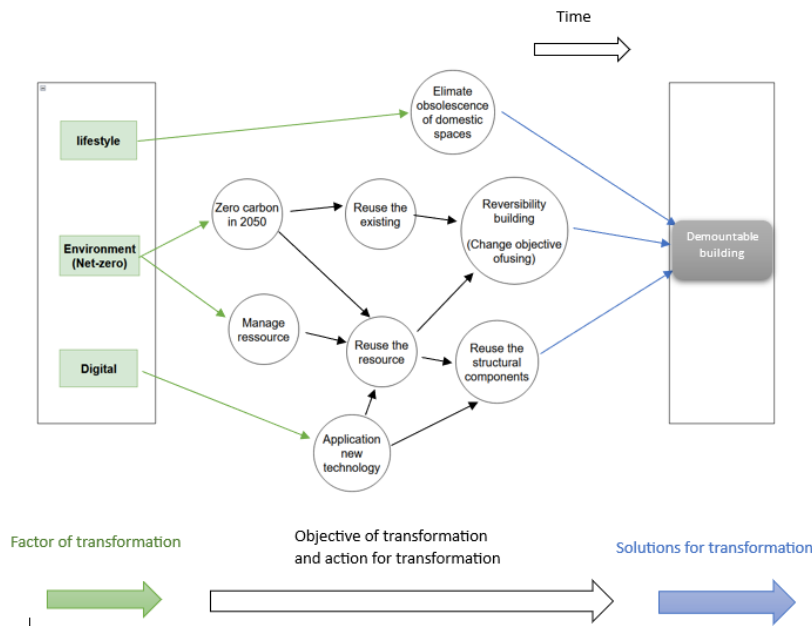 Time
Elimate
obsolescence
of domestic
spaces
lifestyle
Zero carbon
in 2050
Reuse the
existing
Reversibility
building
(Change objective
ofusing)
Environment
(Net-zero)
Demountable
building
Manage
ressource
Reuse the
resource
Reuse the
structural
components
Digital
Application
new
technology
Factor of transformation
Objective of transformation
and action for transformation
Solutions for transformation